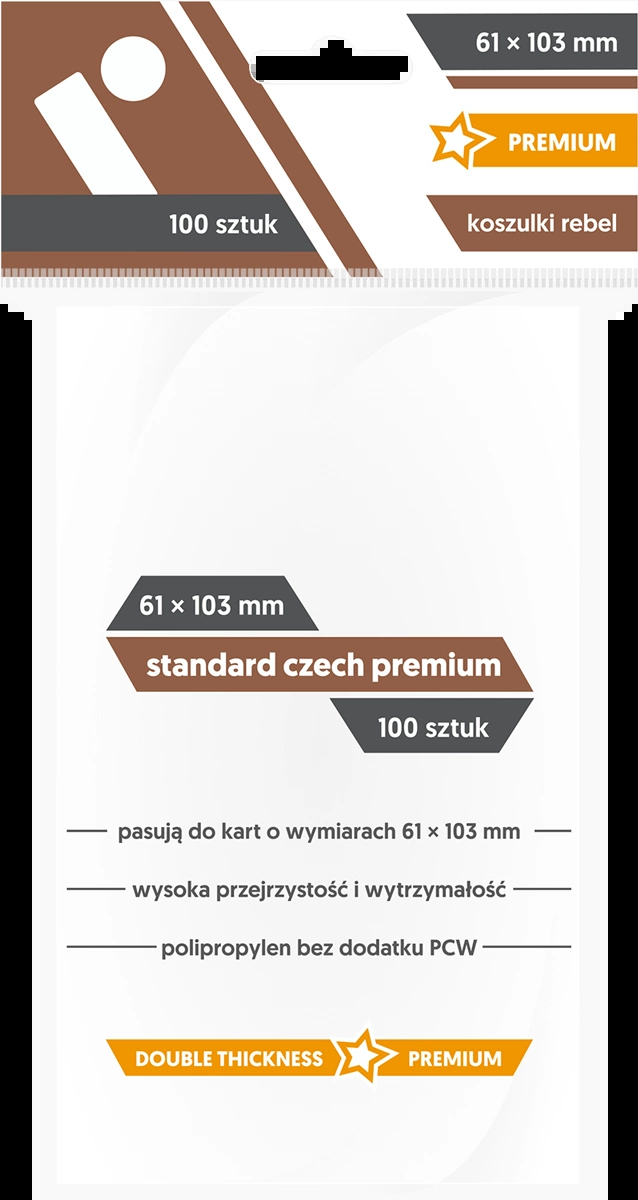 61 × 103 mm
PREMIUM
100 sztuk
koszulki rebel
61 × 103 mm
standard czech premium
100 sztuk
pasują do kart o wymiarach 61 × 103 mm
wysoka przejrzystość i wytrzymałość
polipropylen bez dodatku PCW
DOUBLE THICKNESS PREMIUM